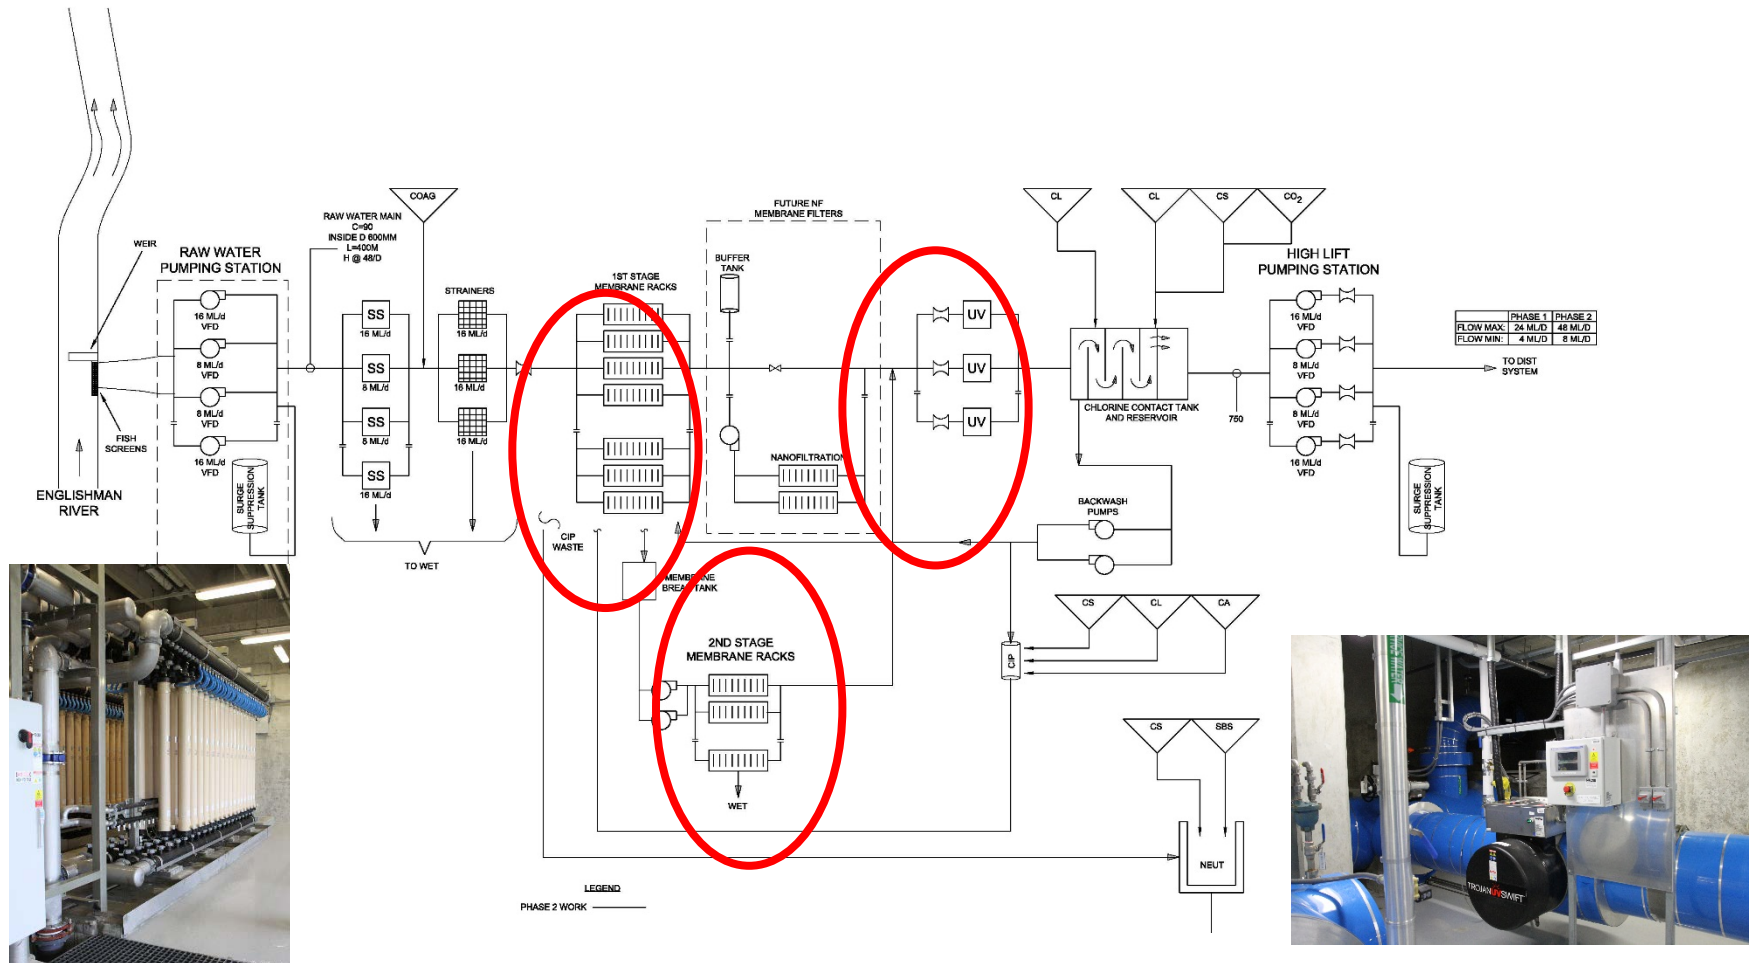 WEIR
RAW WATER
PUMPING STATION
16 ML/d
VFD
8 ML/d
VFD
8 ML/d
VFD
16 ML/d
VFD
FISH
SCREENS
ENGLISHMAN
RIVER
SURGE
SUPPRESSION
TANK
RAW WATER MAIN
C=90
INSIDE D 600MM
L=400M
H @ 48/D
SS
16 ML/d
SS
8 ML/d
SS
8 ML/d
SS
16 ML/d
COAG
STRAINERS
16 ML/d
16 ML/d
16 ML/d
TO WET
1ST STAGE
MEMBRANE RACKS
CIP
WASTE
MEMBRANE
BREAK TANK
2ND STAGE
MEMBRANE RACKS
WET
FUTURE NF
MEMBRANE FILTERS
BUFFER
TANK
NANOFILTRATION
UV
UV
UV
CL
CL
CS
CO2
CHLORINE CONTACT TANK
AND RESERVOIR
750
BACKWASH
PUMPS
CS
CL
CA
CIP
CS
SBS
NEUT
HIGH LIFT
PUMPING STATION
16 ML/d
VFD
8 ML/d
VFD
8 ML/d
VFD
16 ML/d
VFD
SURGE
SUPPRESSION
TANK
PHASE 1 PHASE 2
FLOW MAX: 24 ML/D 48 ML/D
FLOW MIN: 4 ML/D 8 ML/D
TO DIST
SYSTEM
LEGEND
PHASE 2 WORK
TROJANUVSWIFT